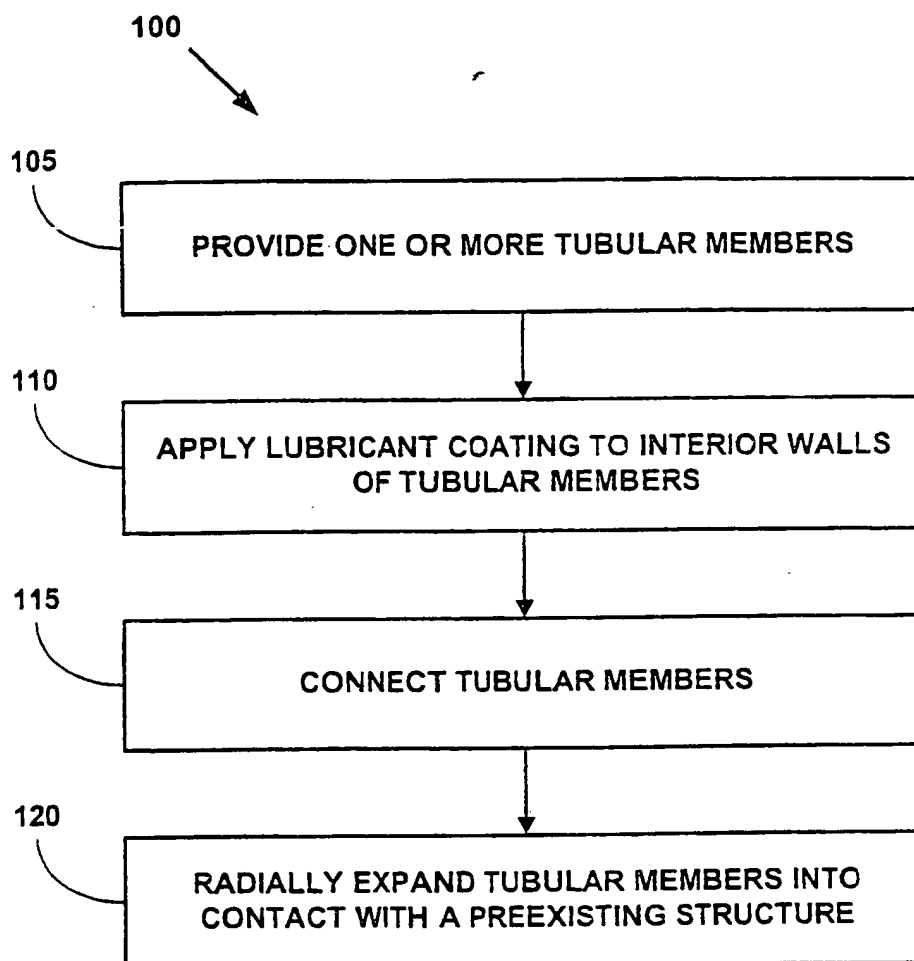 100
105
PROVIDE ONE OR MORE TUBULAR MEMBERS
110
APPLY LUBRICANT COATING TO INTERIOR WALLS
OF TUBULAR MEMBERS
115
CONNECT TUBULAR MEMBERS
120
RADIALLY EXPAND TUBULAR MEMBERS INTO
CONTACT WITH A PREEXISTING STRUCTURE